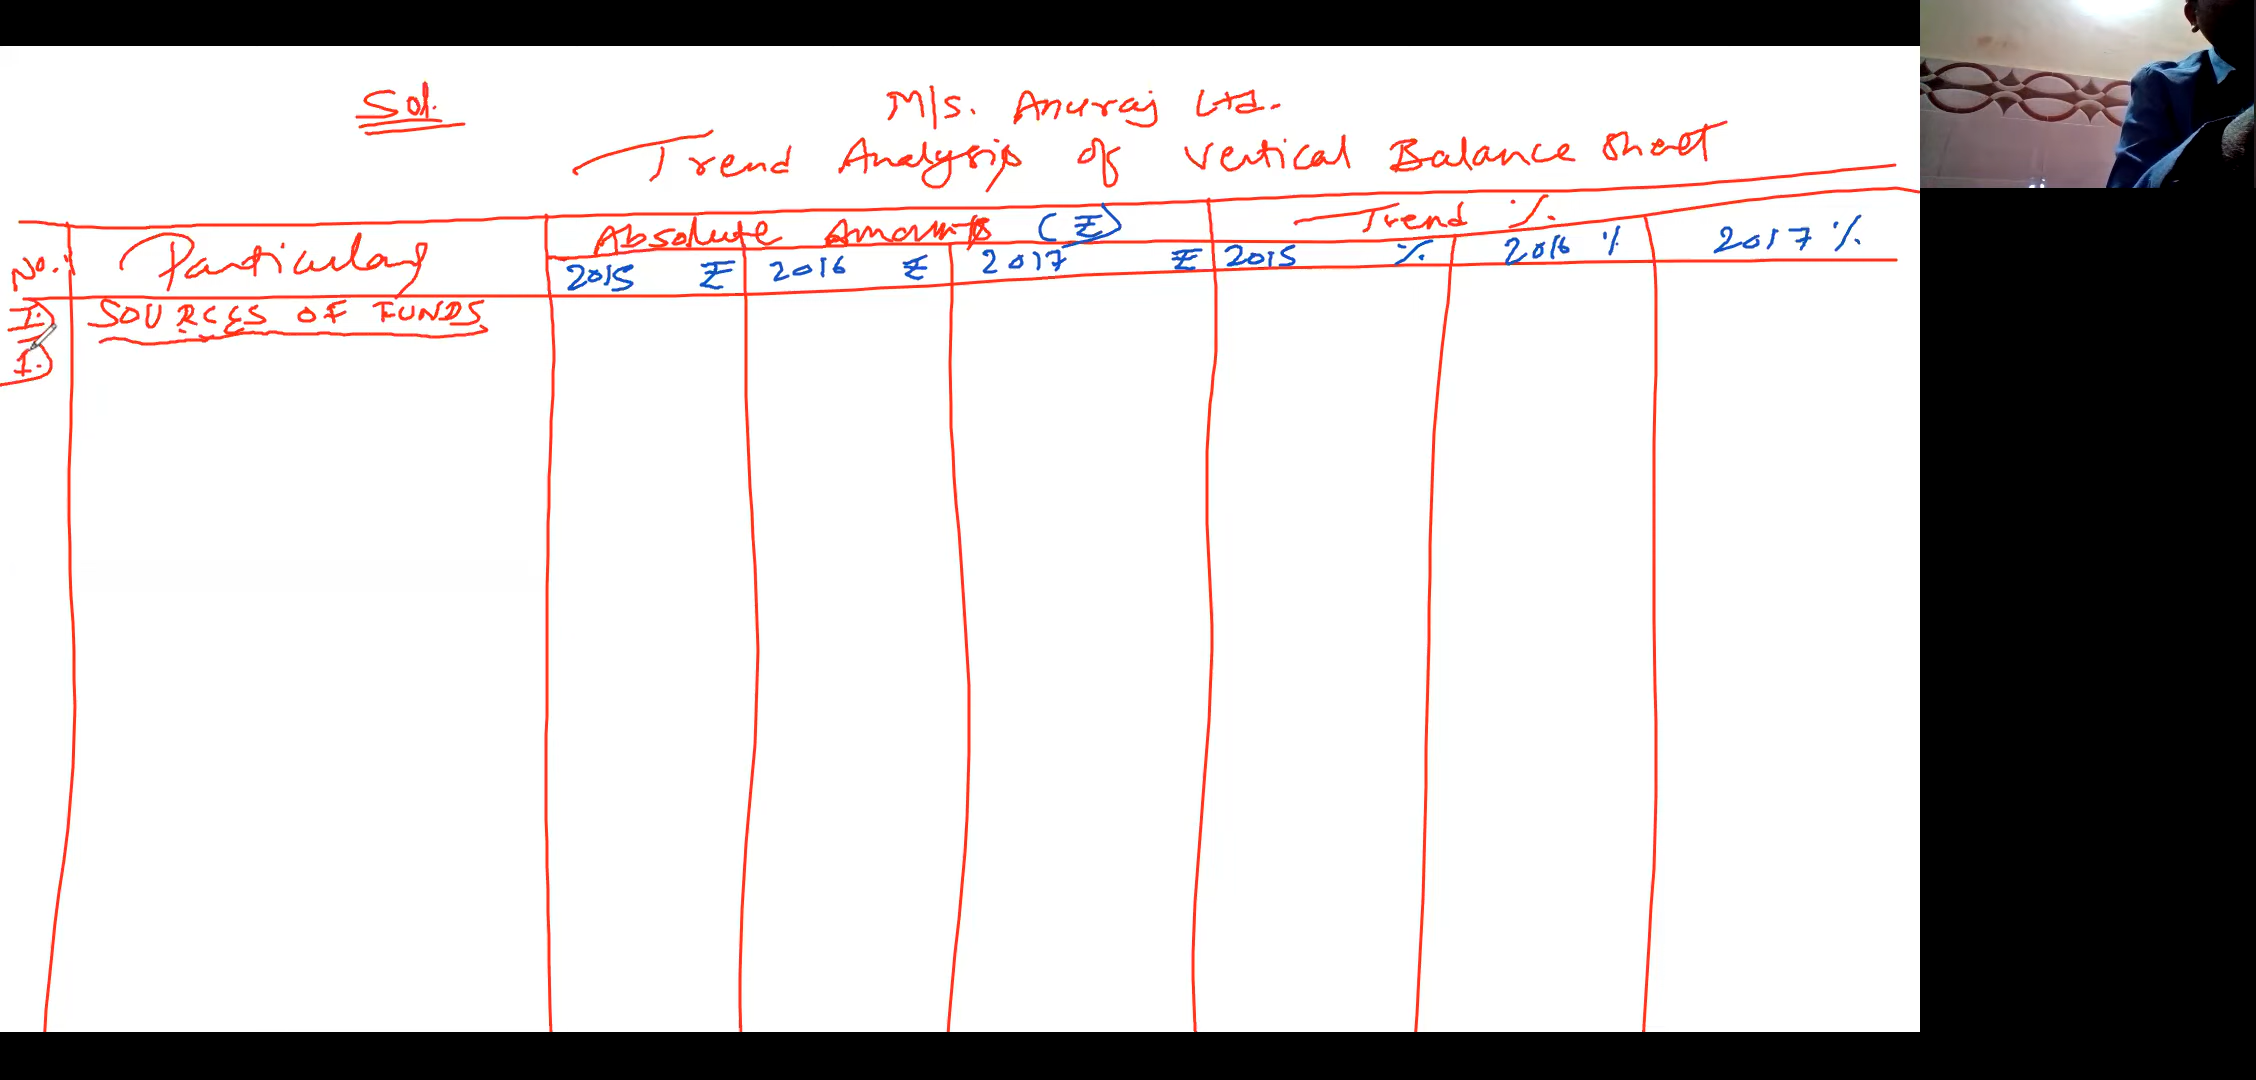 Sol.
M/s. Anuraj Ltd.
Trend Analysis of Vertical Balance Sheet
No. Particulars Absolute Amounts (₹) Trend %
2015 ₹ 2016 ₹ 2017 ₹ 2015 % 2016 % 2017 %
I) SOURCES OF FUNDS
1.)